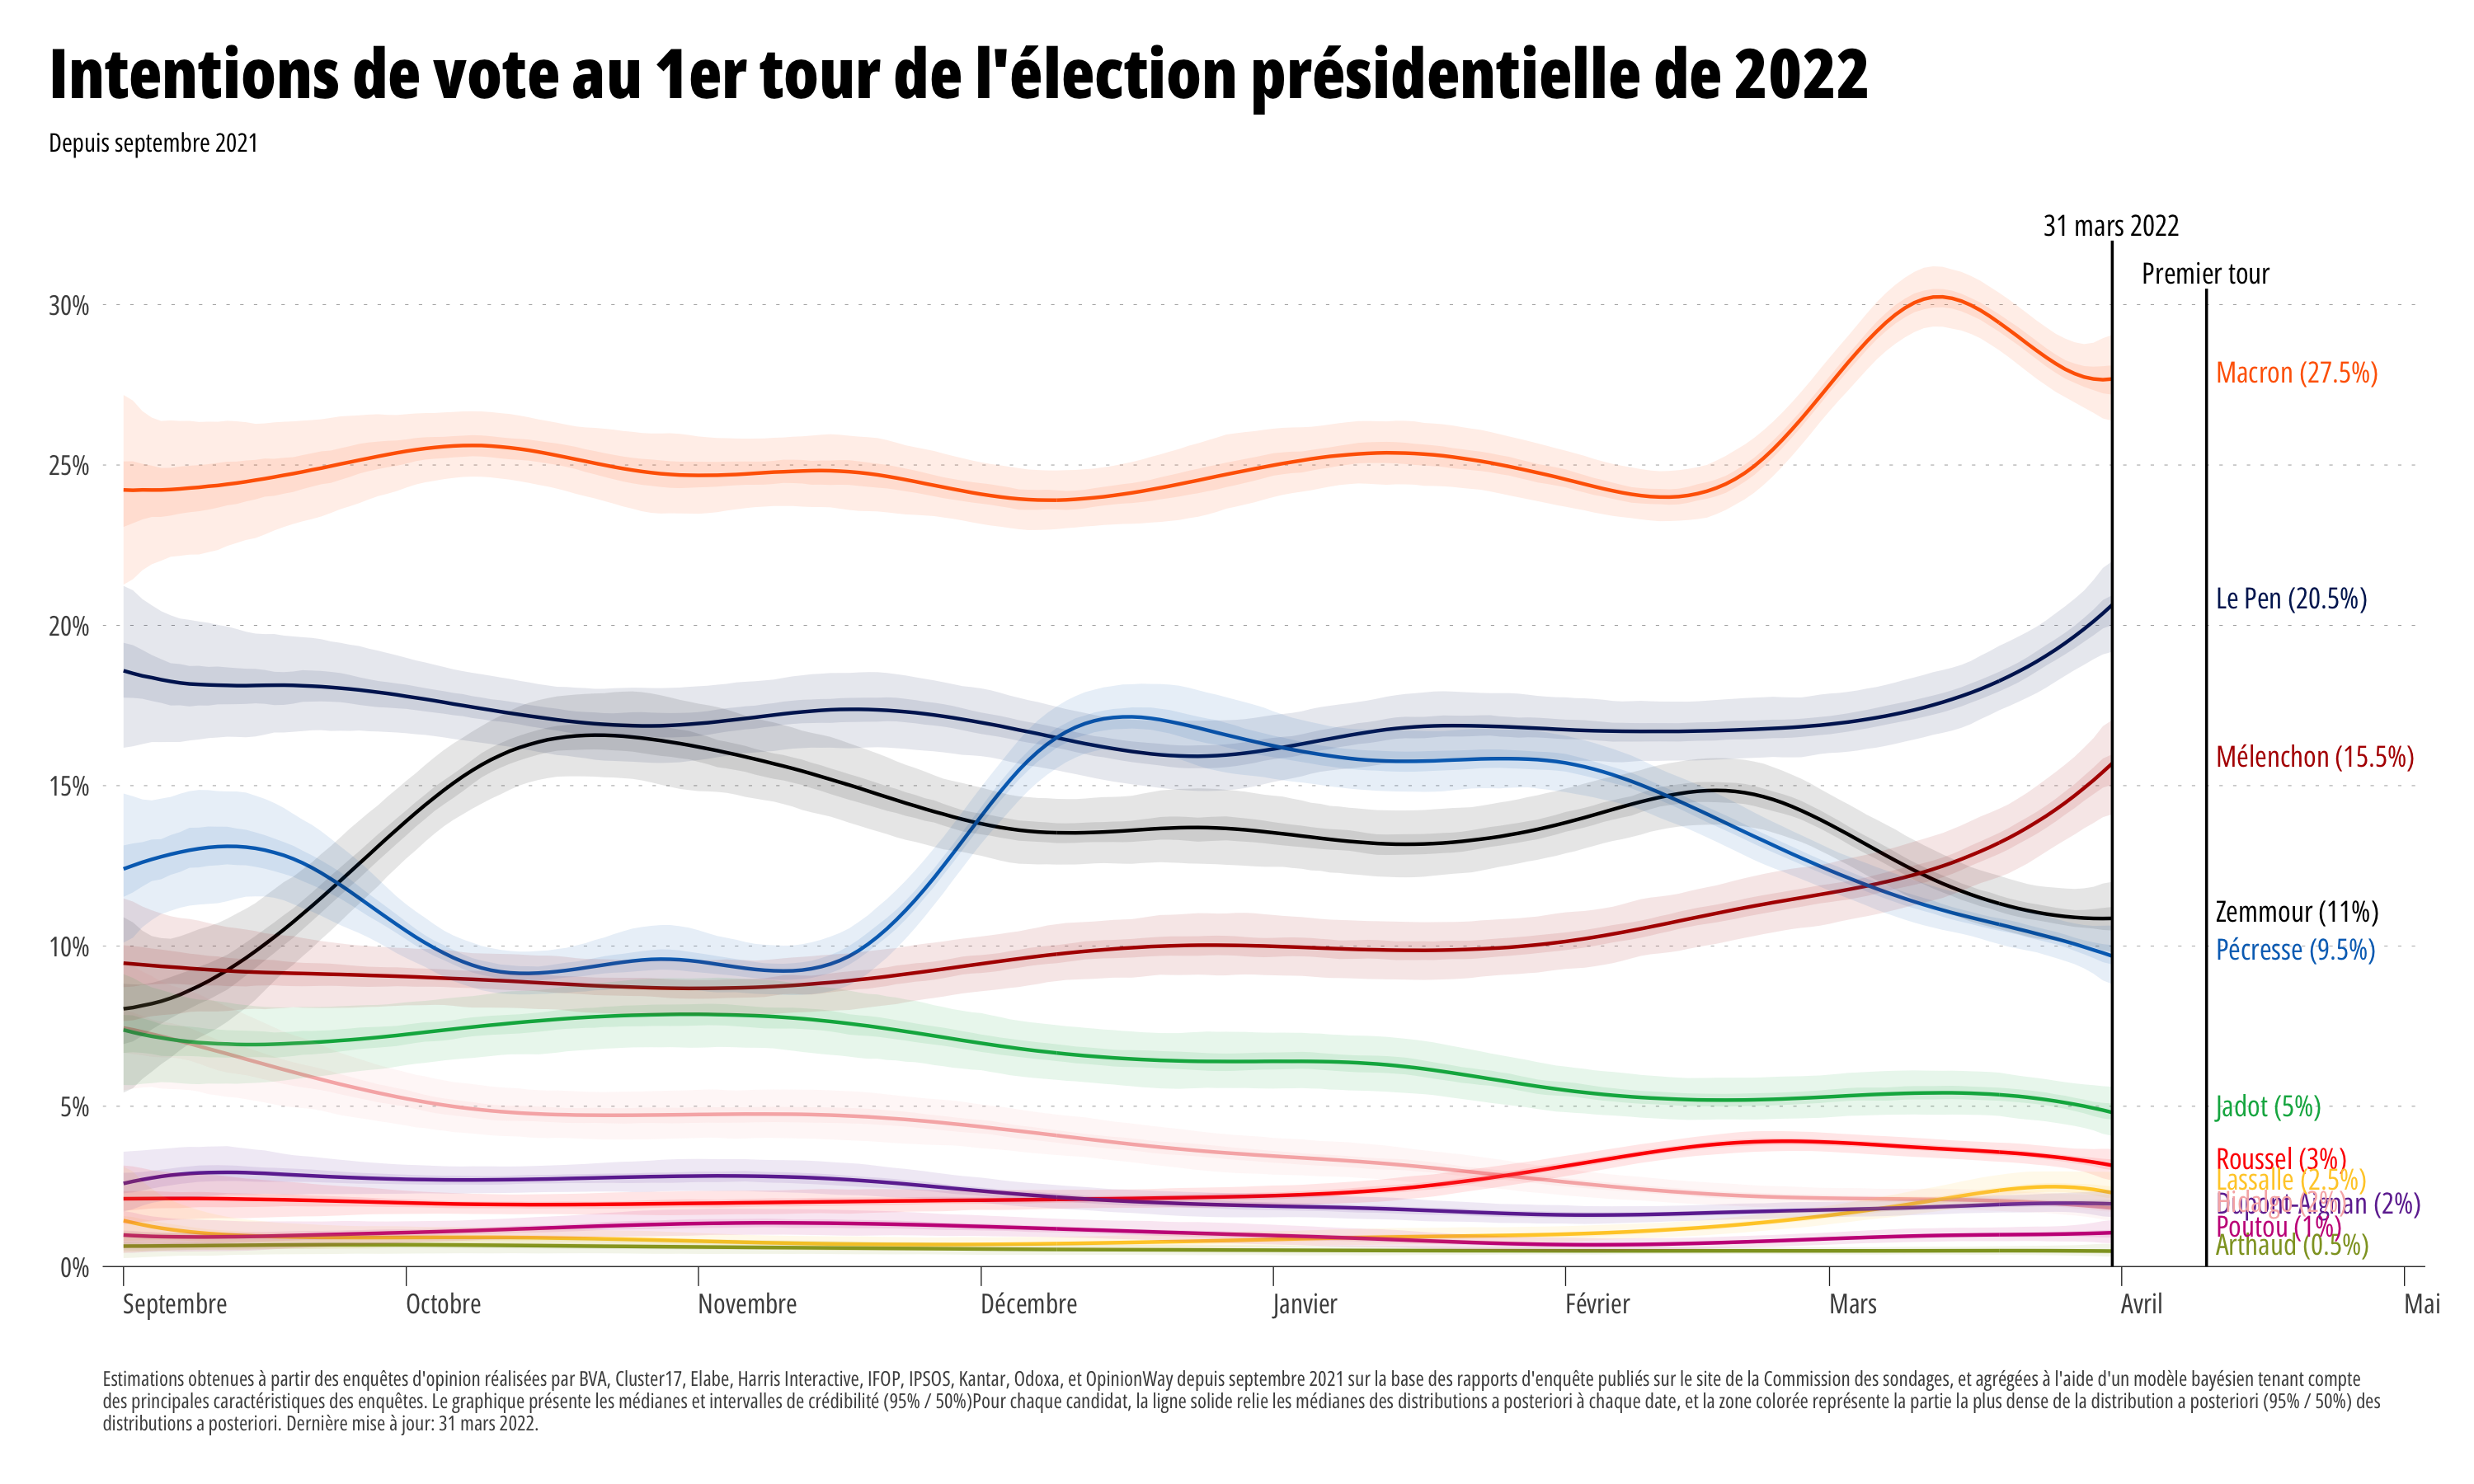 Intentions de vote au 1er tour de l'élection présidentielle de 2022
Depuis septembre 2021
31 mars 2022
Premier tour
30%
25%
20%
15%
10%
5%
0%
Macron (27.5%)
Le Pen (20.5%)
Mélenchon (15.5%)
Zemmour (11%)
Pécresse (9.5%)
Jadot (5%)
Roussel (3%)
Lassalle (2.5%)
Hidalgo (2%)
Dupont-Aignan (2%)
Poutou (1%)
Arthaud (0.5%)
Septembre
Octobre
Novembre
Décembre
Janvier
Février
Mars
Avril
Mai
Estimations obtenues à partir des enquêtes d'opinion réalisées par BVA, Cluster17, Elabe, Harris Interactive, IFOP, IPSOS, Kantar, Odoxa, et OpinionWay depuis septembre 2021 sur la base des rapports d'enquête publiés sur le site de la Commission des sondages, et agrégées à l'aide d'un modèle bayésien tenant compte
des principales caractéristiques des enquêtes. Le graphique présente les médianes et intervalles de crédibilité (95% / 50%)Pour chaque candidat, la ligne solide relie les médianes des distributions a posteriori à chaque date, et la zone colorée représente la partie la plus dense de la distribution a posteriori (95% / 50%) des
distributions a posteriori. Dernière mise à jour: 31 mars 2022.